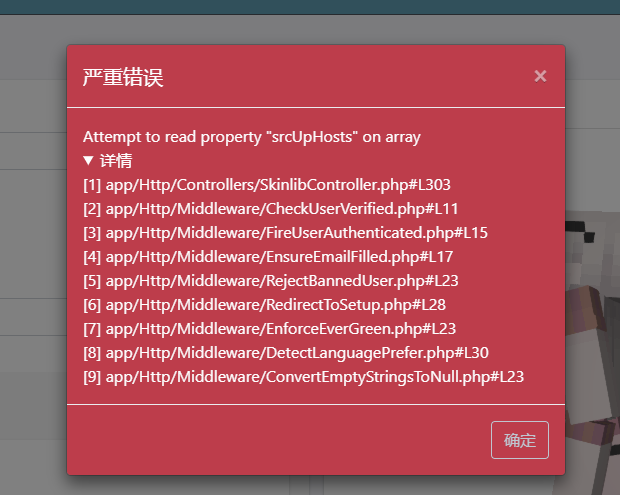 严重错误
×
Attempt to read property "srcUpHosts" on array
▼ 详情
[1] app/Http/Controllers/SkinlibController.php#L303
[2] app/Http/Middleware/CheckUserVerified.php#L11
[3] app/Http/Middleware/FireUserAuthenticated.php#L15
[4] app/Http/Middleware/EnsureEmailFilled.php#L17
[5] app/Http/Middleware/RejectBannedUser.php#L23
[6] app/Http/Middleware/RedirectToSetup.php#L28
[7] app/Http/Middleware/EnforceEverGreen.php#L23
[8] app/Http/Middleware/DetectLanguagePrefer.php#L30
[9] app/Http/Middleware/ConvertEmptyStringsToNull.php#L23
确定